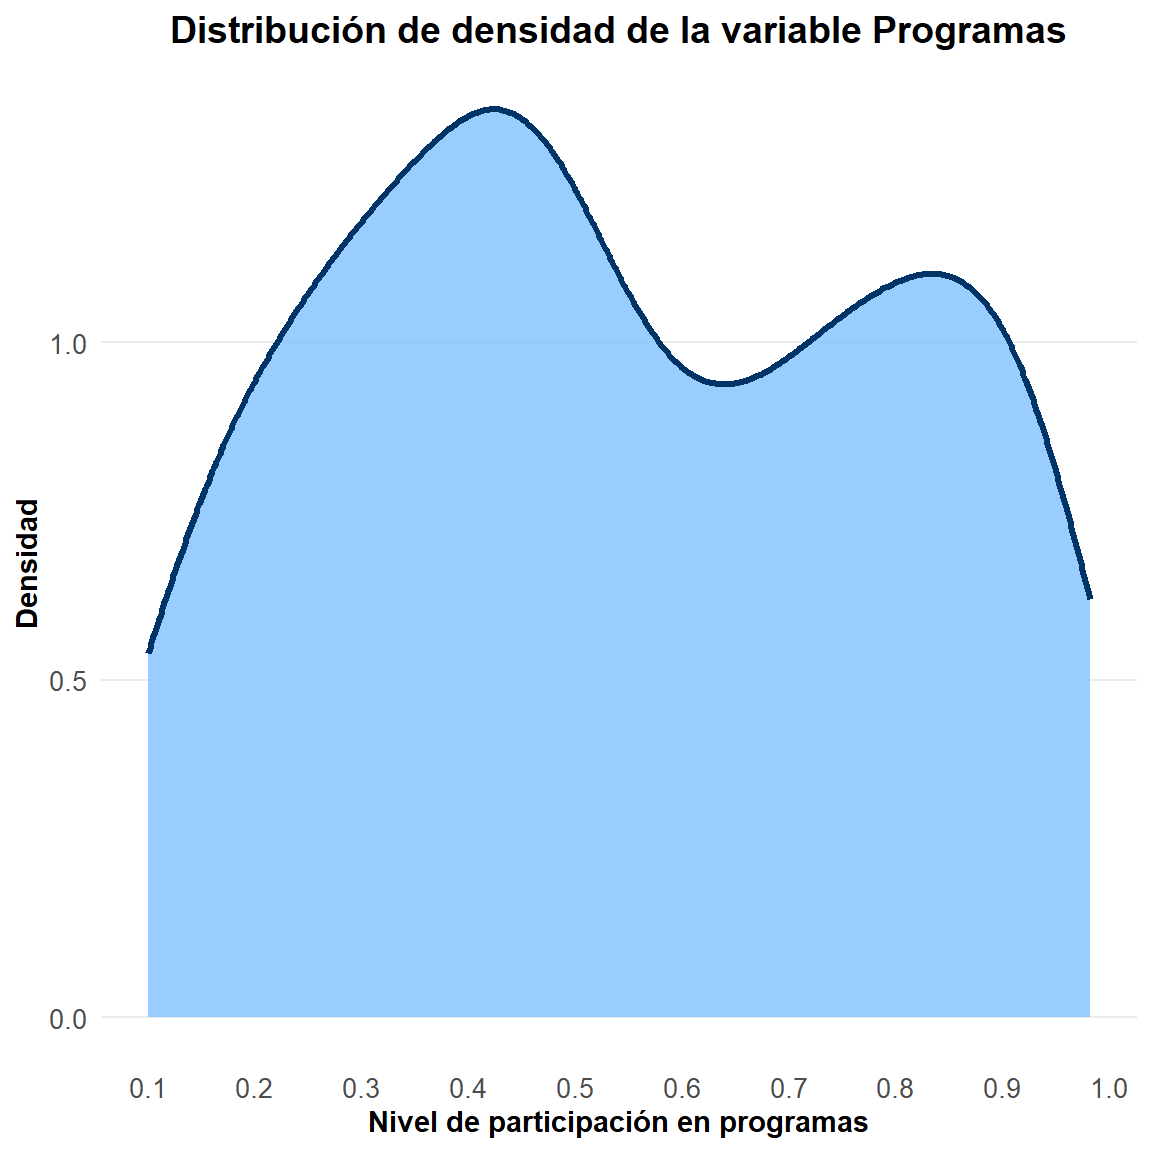 Distribución de densidad de la variable Programas
Densidad
1.0
0.5
0.0
0.1 0.2 0.3 0.4 0.5 0.6 0.7 0.8 0.9 1.0
Nivel de participación en programas